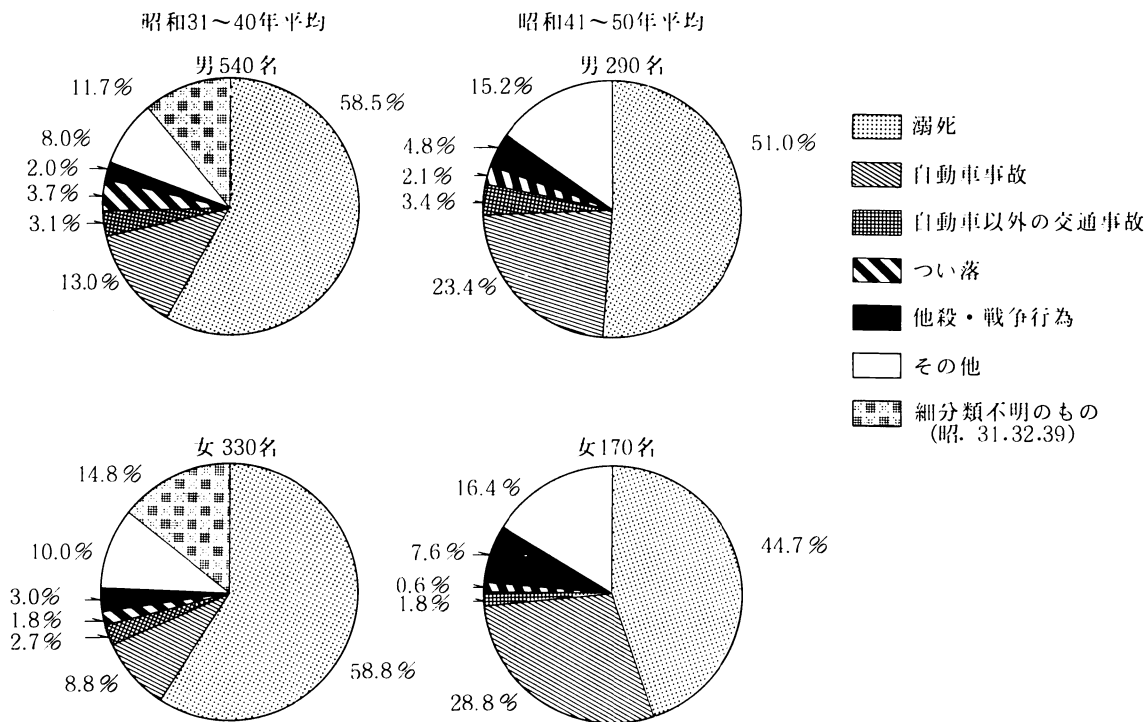 昭和31～40年平均
男540名
58.5%
13.0%
3.1%
3.7%
2.0%
8.0%
11.7%
昭和41～50年平均
男290名
51.0%
23.4%
3.4%
2.1%
4.8%
15.2%
溺死
自動車事故
自動車以外の交通事故
つい落
他殺・戦争行為
その他
細分類不明のもの
(昭. 31.32.39)
女330名
58.8%
8.8%
2.7%
1.8%
3.0%
10.0%
14.8%
女170名
44.7%
28.8%
1.8%
0.6%
7.6%
16.4%